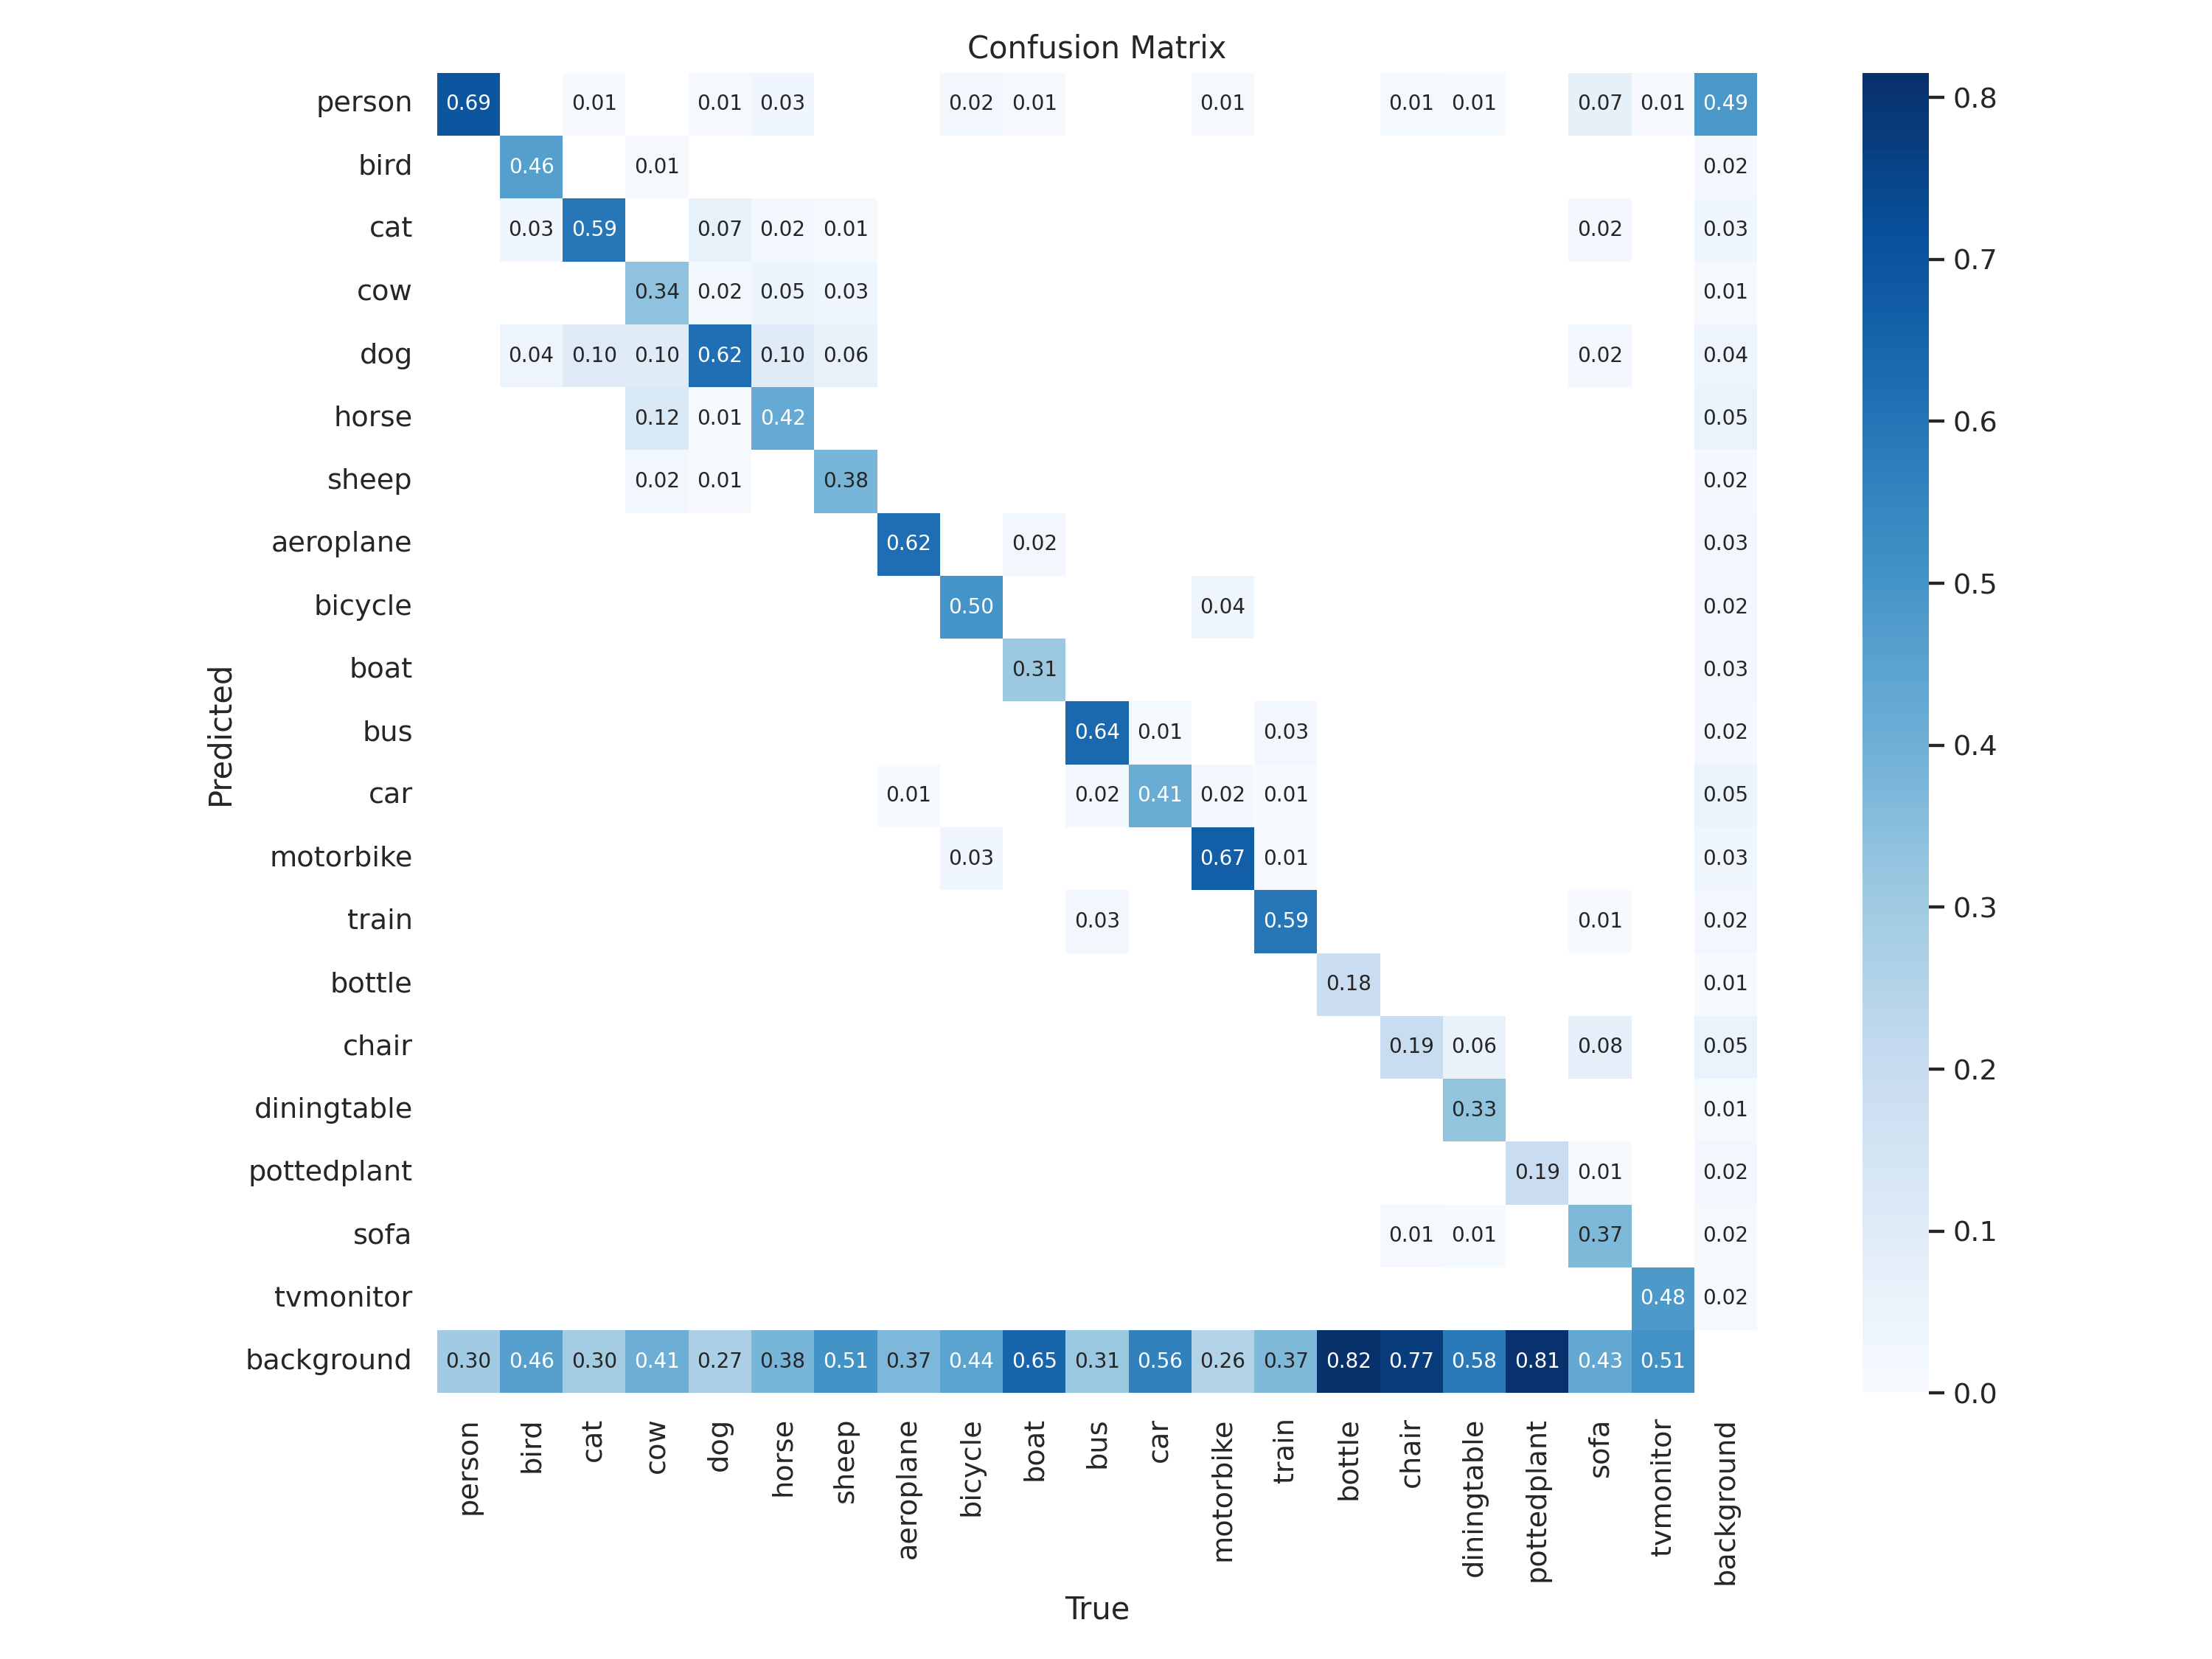 Confusion Matrix
person 0.69 0.01 0.01 0.03 0.02 0.01 0.01 0.01 0.01 0.07 0.01 0.49
bird 0.46 0.01 0.02
cat 0.03 0.59 0.07 0.02 0.01 0.02 0.03
cow 0.34 0.02 0.05 0.03 0.01
dog 0.04 0.10 0.10 0.62 0.10 0.06 0.02 0.04
horse 0.12 0.01 0.42 0.05
sheep 0.02 0.01 0.38 0.02
aeroplane 0.62 0.02 0.03
bicycle 0.50 0.04 0.02
boat 0.31 0.03
bus 0.64 0.01 0.03 0.02
car 0.01 0.02 0.41 0.02 0.01 0.05
motorbike 0.03 0.67 0.01 0.03
train 0.03 0.59 0.01 0.02
bottle 0.18 0.01
chair 0.19 0.06 0.08 0.05
diningtable 0.33 0.01
pottedplant 0.19 0.01 0.02
sofa 0.01 0.01 0.37 0.02
tvmonitor 0.48 0.02
background 0.30 0.46 0.30 0.41 0.27 0.38 0.51 0.37 0.44 0.65 0.31 0.56 0.26 0.37 0.82 0.77 0.58 0.81 0.43 0.51
person bird cat cow dog horse sheep aeroplane bicycle boat bus car motorbike train bottle chair diningtable pottedplant sofa tvmonitor background
True
Predicted
0.8
0.7
0.6
0.5
0.4
0.3
0.2
0.1
0.0